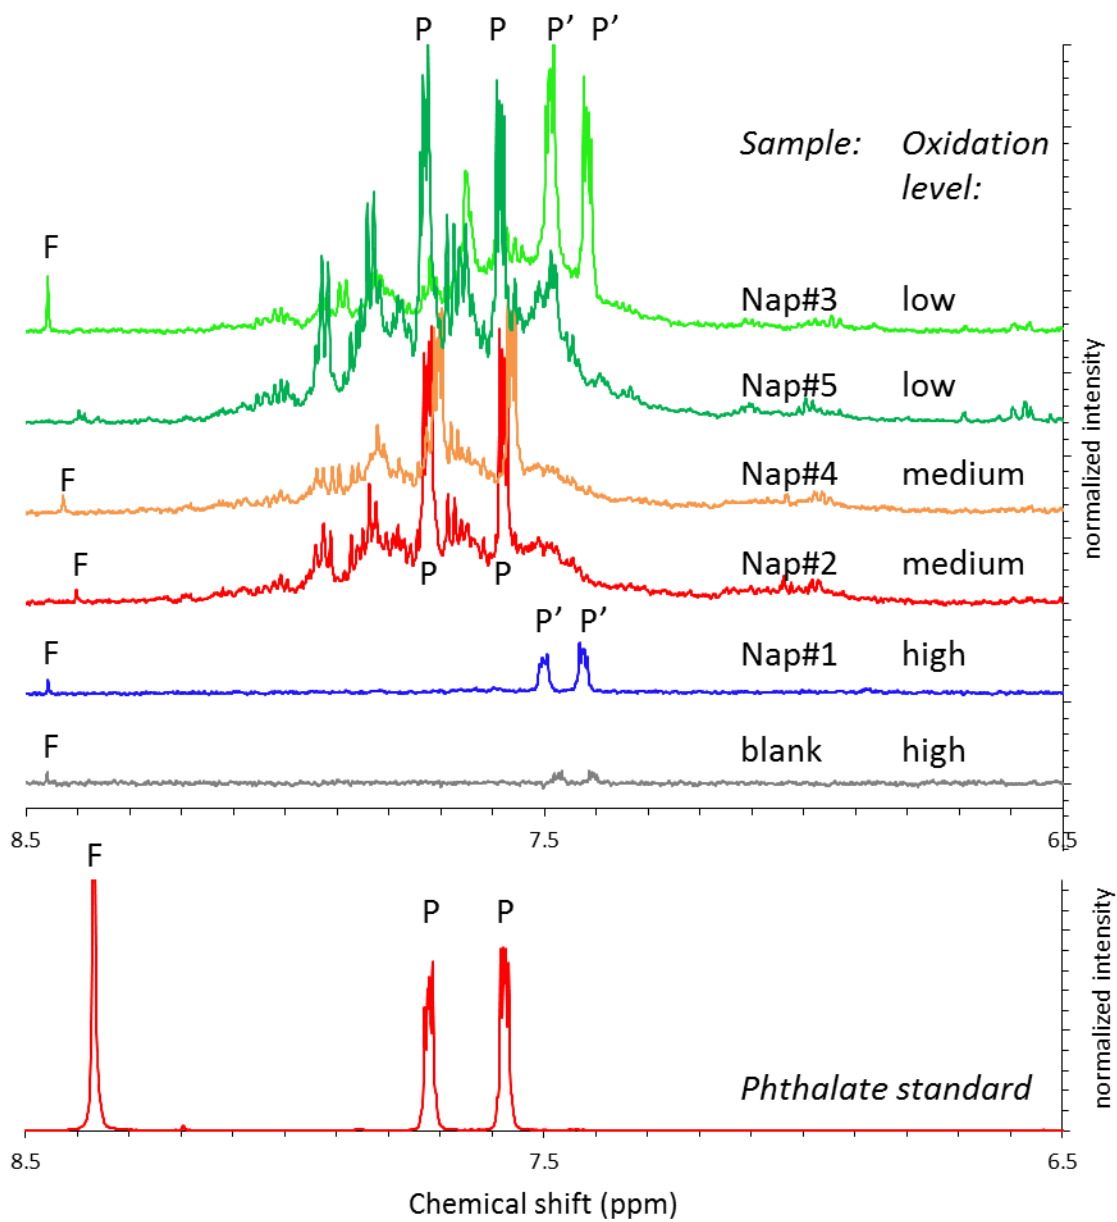 P P P’ P’
Sample: Oxidation
level:
F
Nap#3 low
Nap#5 low
normalized intensity
F
Nap#4 medium
F
Nap#2 medium
P P
P’ P’
F
Nap#1 high
F
blank high
8.5 7.5 6.5
F
P P
normalized intensity
Phthalate standard
8.5 7.5 6.5
Chemical shift (ppm)